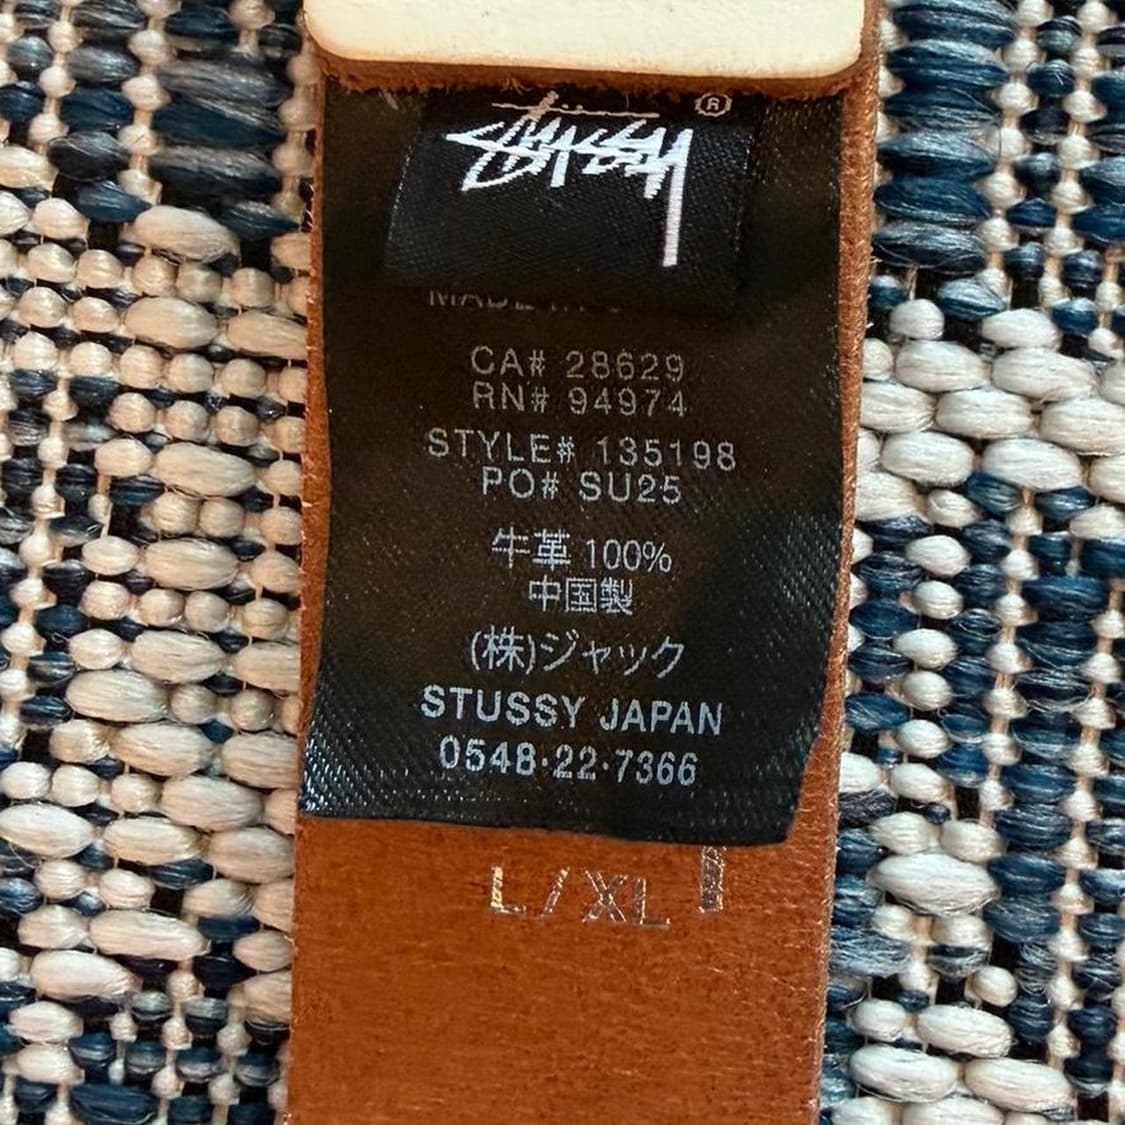 Stüssy ®
CA# 28629
RN# 94974
STYLE# 135198
PO# SU25
牛革 100%
中国製
(株)ジャック
STUSSY JAPAN
0548·22·7366
L/XL